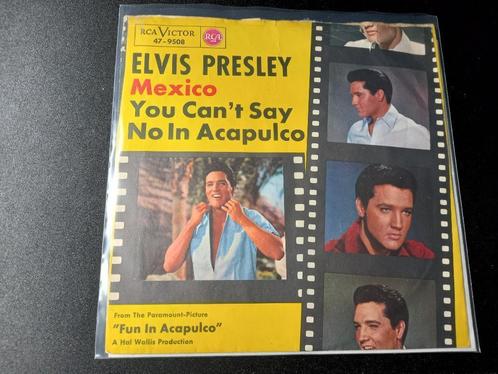 RCA VICTOR
47-9508
RCA
ELVIS PRESLEY
Mexico
You Can't Say
No In Acapulco
From The Paramount-Picture
"Fun In Acapulco"
A Hal Wallis Production